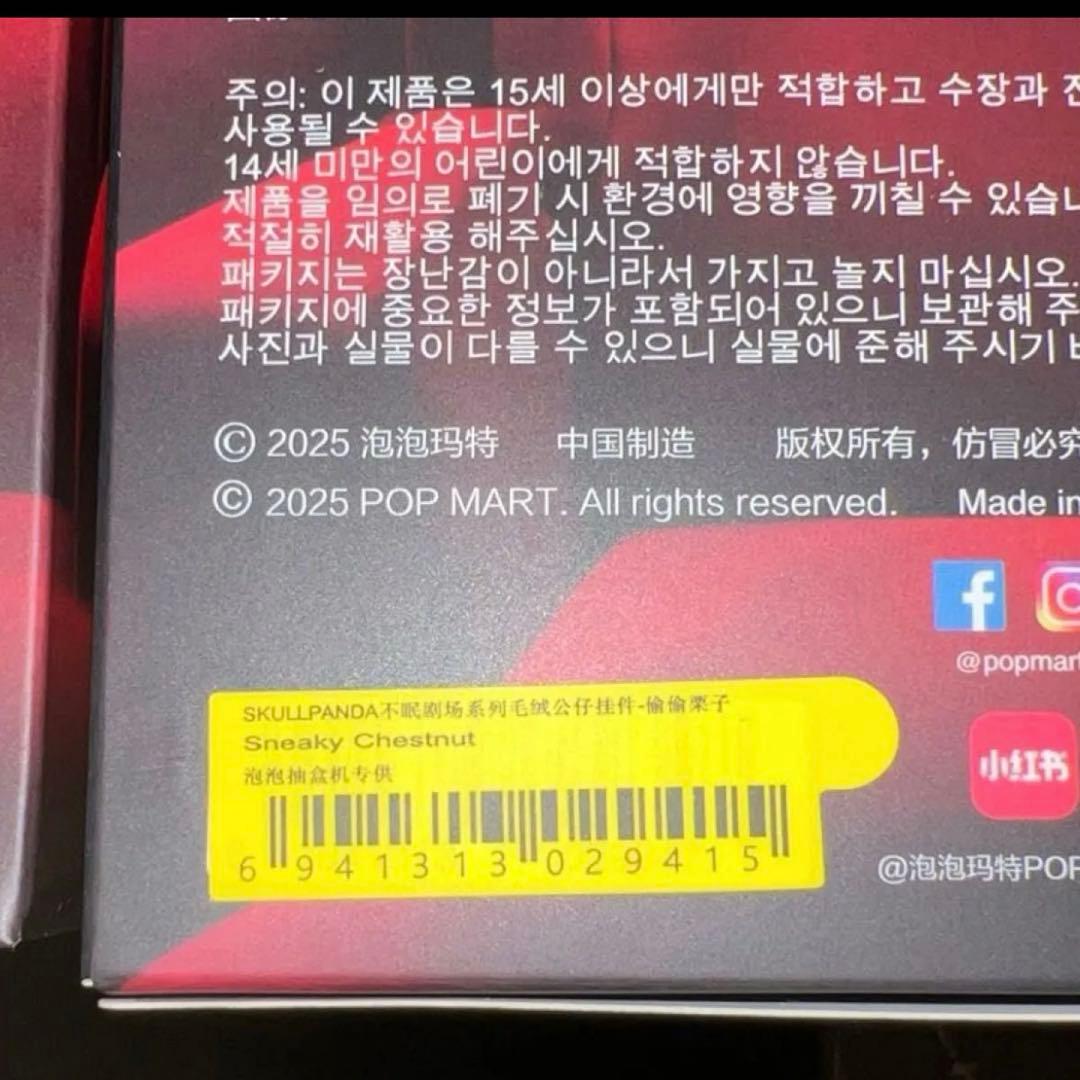 주의: 이 제품은 15세 이상에게만 적합하고 수장과
사용될 수 있습니다.
14세 미만의 어린이에게 적합하지 않습니다.
제품을 임의로 폐기 시 환경에 영향을 끼칠 수 있습니
적절히 재활용 해주십시오.
패키지는 장난감이 아니라서 가지고 놀지 마십시오.
패키지에 중요한 정보가 포함되어 있으니 보관해 주
사진과 실물이 다를 수 있으니 실물에 준해 주시기
© 2025 泡泡玛特 中国制造 版权所有，仿冒必究
© 2025 POP MART. All rights reserved. Made in
@popmart
SKULLPANDA不眠剧场系列毛绒公仔挂件-偷偷栗子
Sneaky Chestnut
泡泡抽盒机专供
6 941313 029415
小红书
@泡泡玛特POP